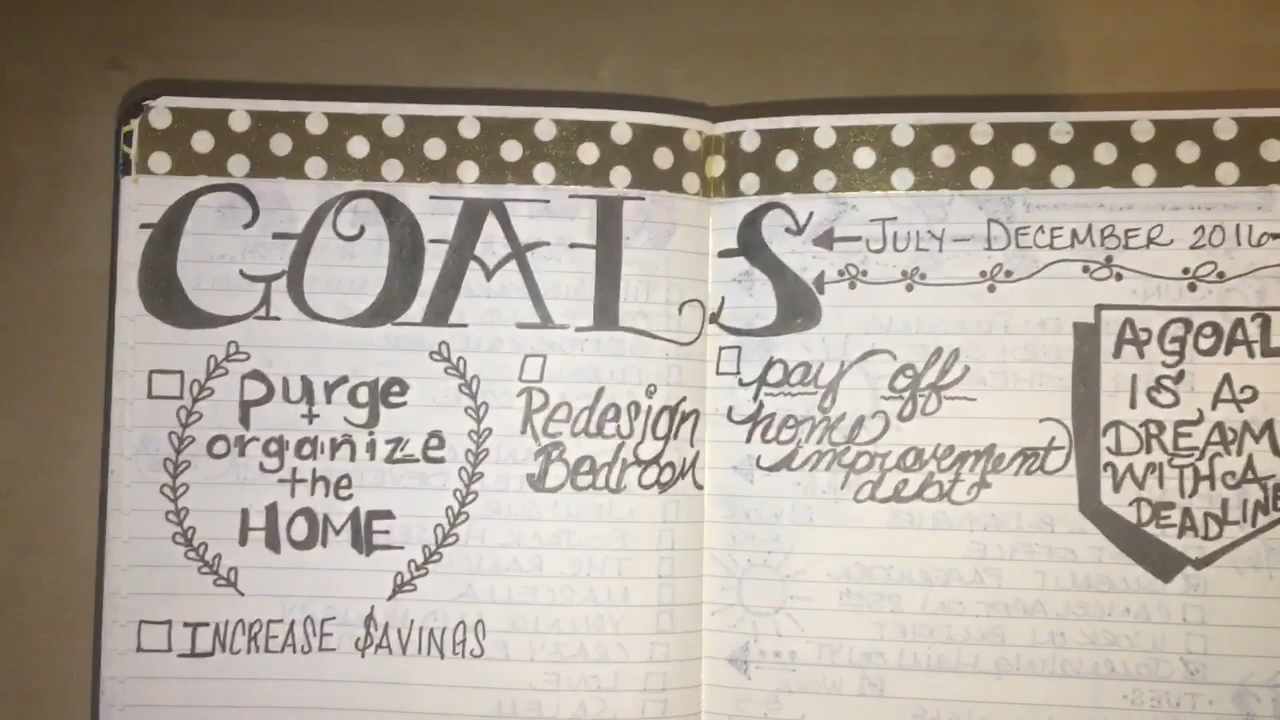 GOALS
JULY - DECEMBER 2016
purge
+
organize
the
HOME
Redesign
Bedroom
pay off
home
improvement
debt
A GOAL
IS A
DREAM
WITH A
DEADLINE
INCREASE $AVINGS